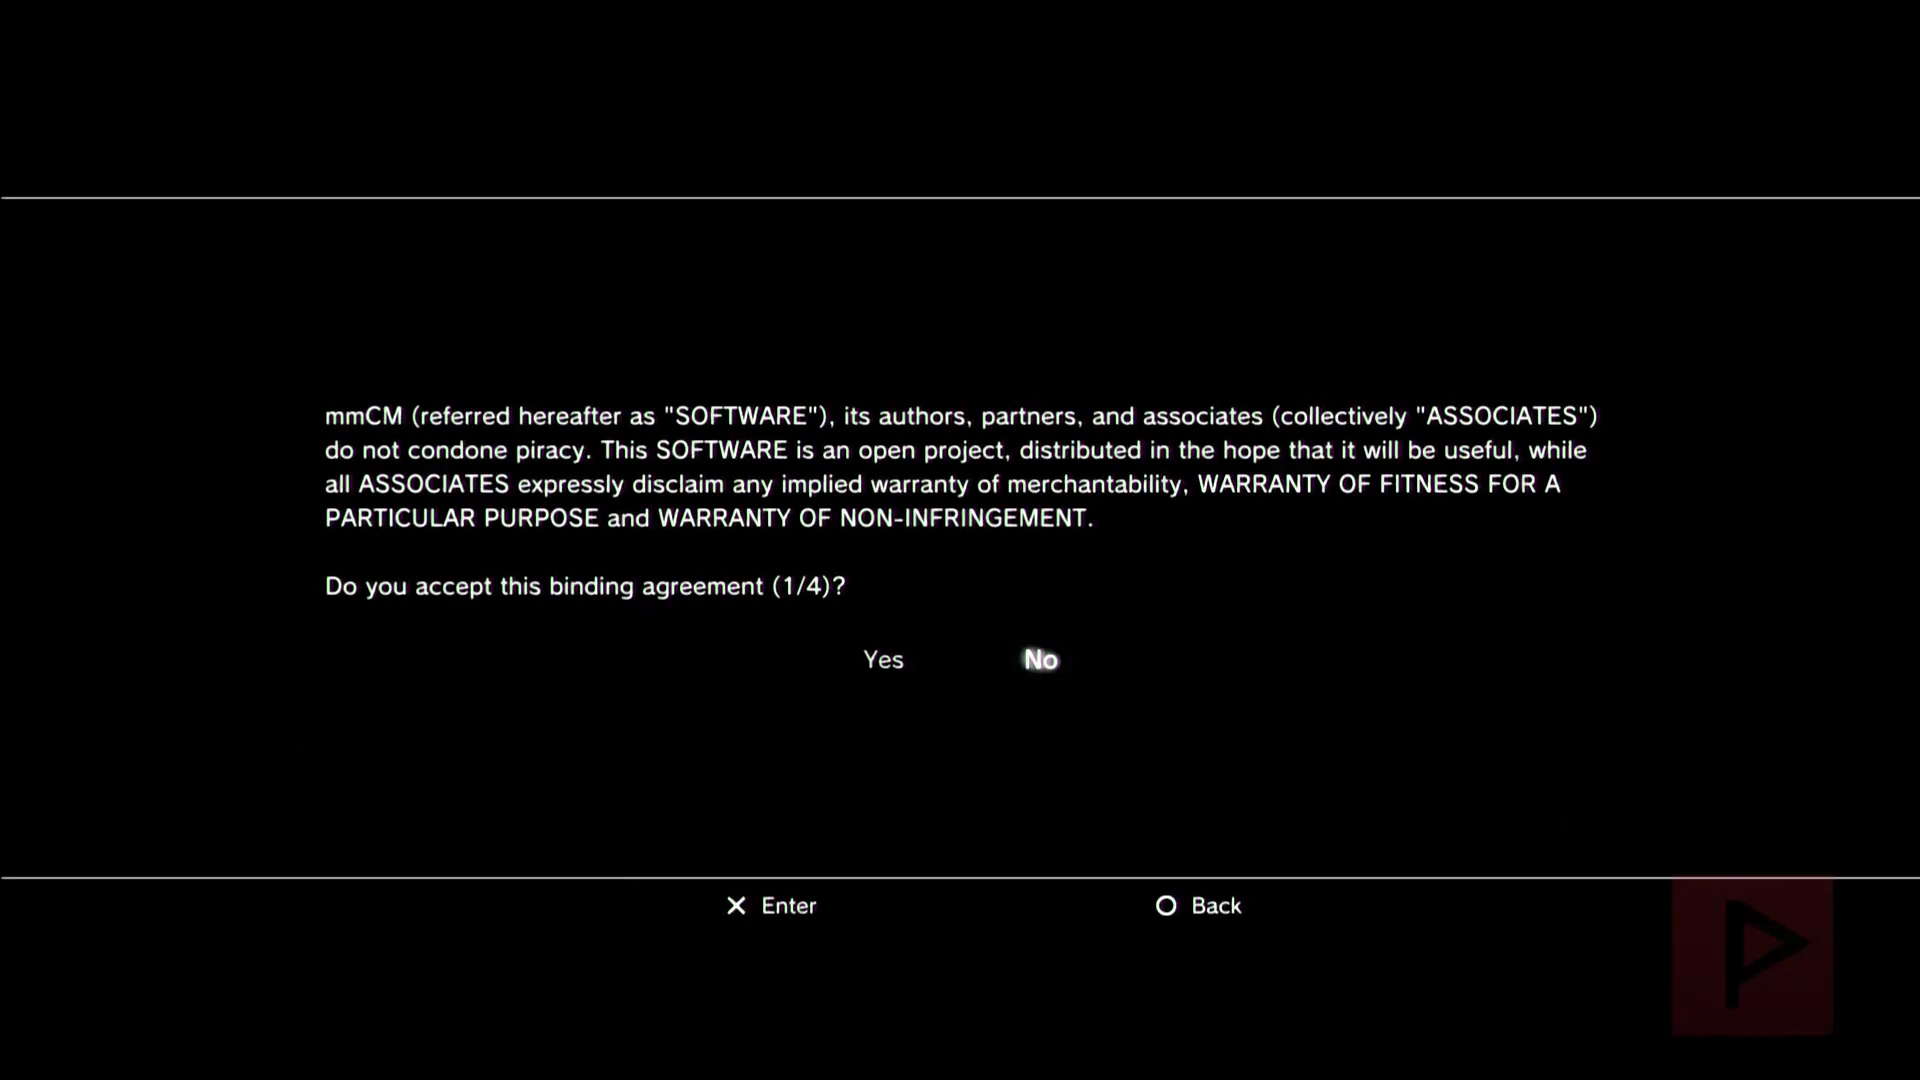 mmCM (referred hereafter as "SOFTWARE"), its authors, partners, and associates (collectively "ASSOCIATES")
do not condone piracy. This SOFTWARE is an open project, distributed in the hope that it will be useful, while
all ASSOCIATES expressly disclaim any implied warranty of merchantability, WARRANTY OF FITNESS FOR A
PARTICULAR PURPOSE and WARRANTY OF NON-INFRINGEMENT.
Do you accept this binding agreement (1/4)?
Yes No
Enter Back